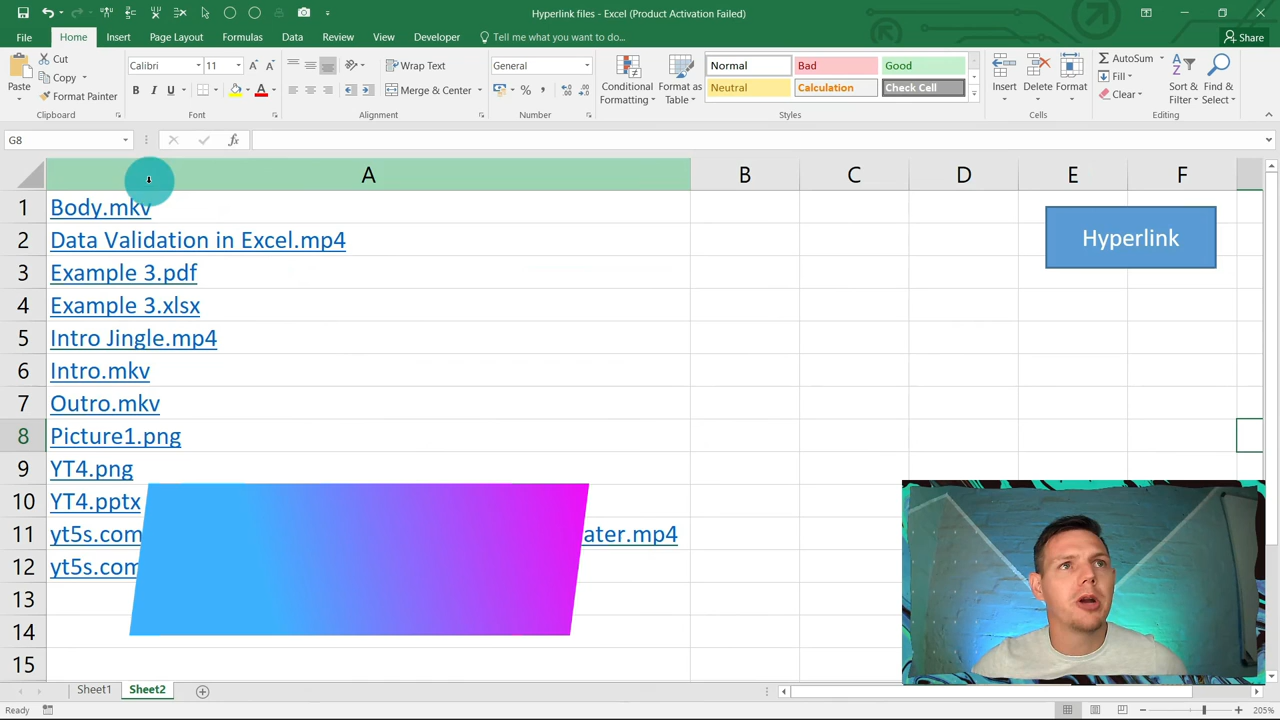 Hyperlink files - Excel (Product Activation Failed)
File Home Insert Page Layout Formulas Data Review View Developer Tell me what you want to do... Share
Paste
Cut
Copy
Format Painter
Clipboard
Calibri 11
B I U
Font
Wrap Text
Merge & Center
Alignment
General
Number
Conditional Formatting
Format as Table
Normal Bad Good
Neutral Calculation Check Cell
Styles
Insert Delete Format
Cells
AutoSum
Fill
Clear
Sort & Filter
Find & Select
Editing
G8 fx
A B C D E F
1 Body.mkv
Hyperlink
2 Data Validation in Excel.mp4
3 Example 3.pdf
4 Example 3.xlsx
5 Intro Jingle.mp4
6 Intro.mkv
7 Outro.mkv
8 Picture1.png
9 YT4.png
10 YT4.pptx
11 yt5s.com ater.mp4
12 yt5s.com
13
14
15
Sheet1 Sheet2
Ready 205%